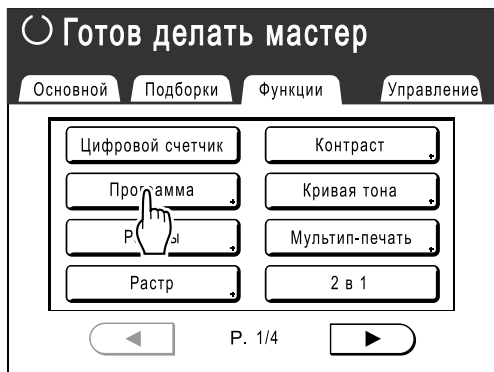 Готов делать мастер
Основной Подборки Функции Управление
Цифровой счетчик Контраст
Программа Кривая тона
Мультип-печать
Растр 2 в 1
P. 1/4